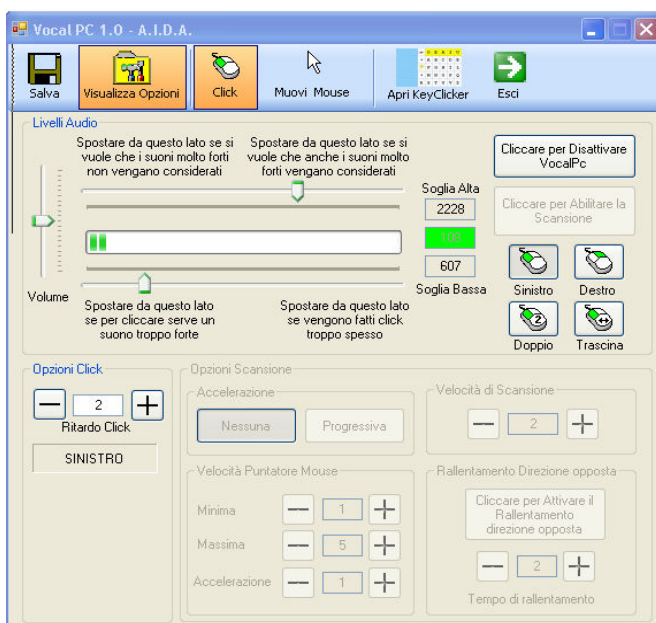 Vocal PC 1.0 - A.I.D.A.
Salva
Visualizza Opzioni
Click
Muovi Mouse
Apri KeyClicker
Esci
Livelli Audio
Spostare da questo lato se si
vuole che i suoni molto forti
non vengano considerati
Spostare da questo lato se si
vuole che anche i suoni molto
forti vengano considerati
Soglia Alta
2228
607
Soglia Bassa
Volume
Spostare da questo lato
se per cliccare serve un
suono troppo forte
Spostare da questo lato
se vengono fatti click
troppo spesso
Cliccare per Disattivare
VocalPc
Cliccare per Abilitare la
Scansione
Sinistro
Destro
2
Doppio
Trascina
Opzioni Click
2
Ritardo Click
SINISTRO
Opzioni Scansione
Accelerazione
Nessuna
Progressiva
Velocità di Scansione
2
Velocità Puntatore Mouse
Minima
1
Massima
5
Accelerazione
1
Rallentamento Direzione opposta
Cliccare per Attivare il
Rallentamento
direzione opposta
2
Tempo di rallentamento